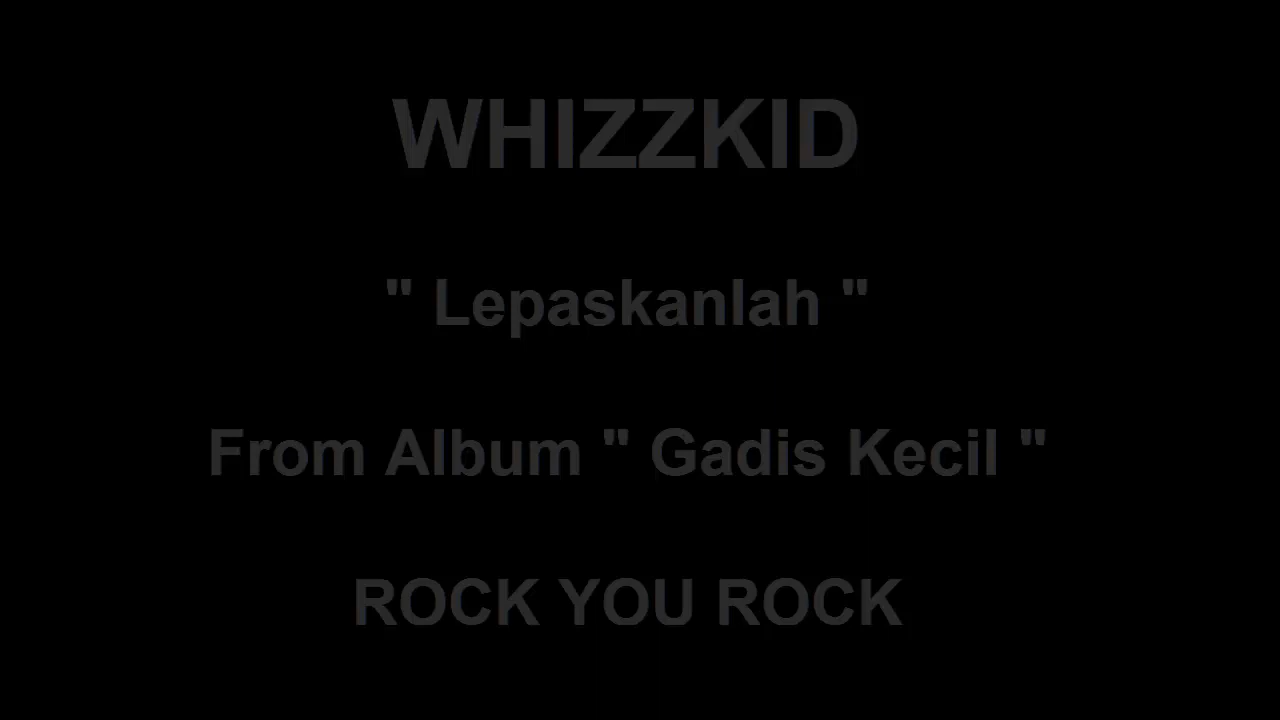 WHIZZKID
" Lepaskanlah "
From Album " Gadis Kecil "
ROCK YOU ROCK